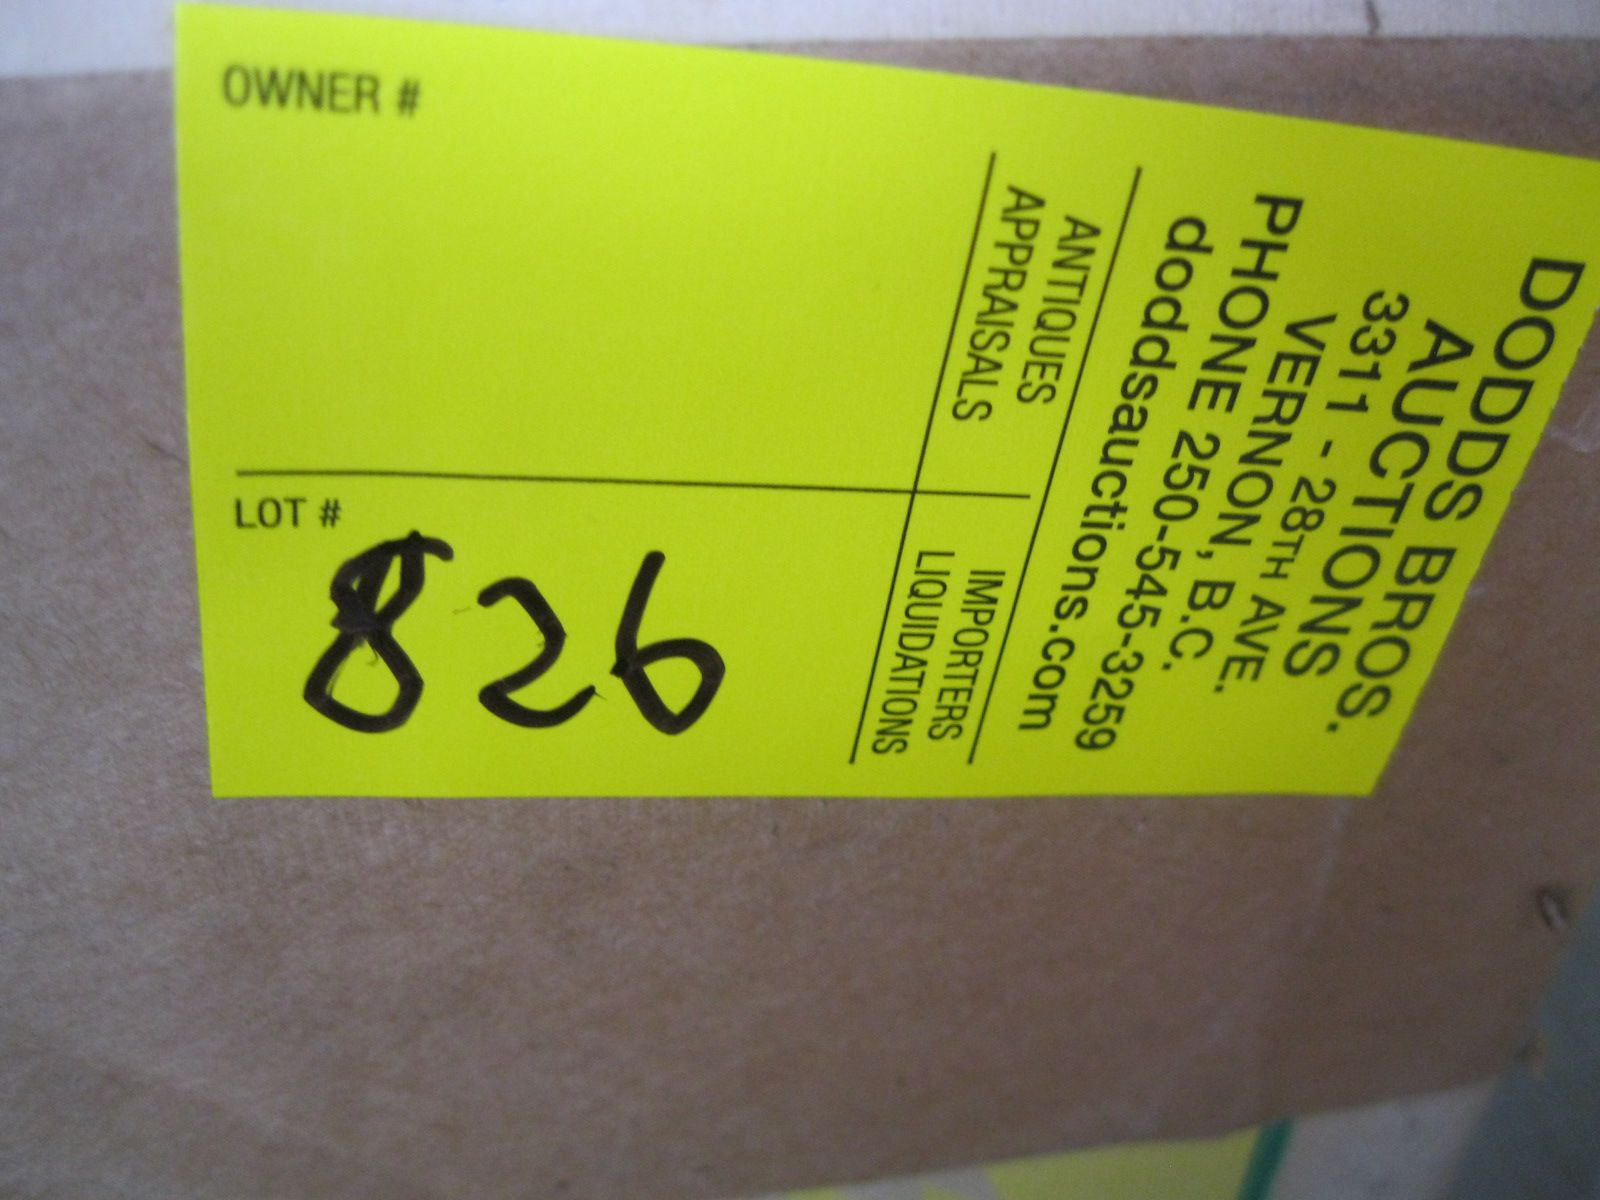 DODDS BROS.
AUCTIONS
3311 - 28TH AVE.
VERNON, B.C.
PHONE 250-545-3259
doddsauctions.com
ANTIQUES
APPRAISALS
IMPORTERS
LIQUIDATIONS
OWNER #
LOT #
826